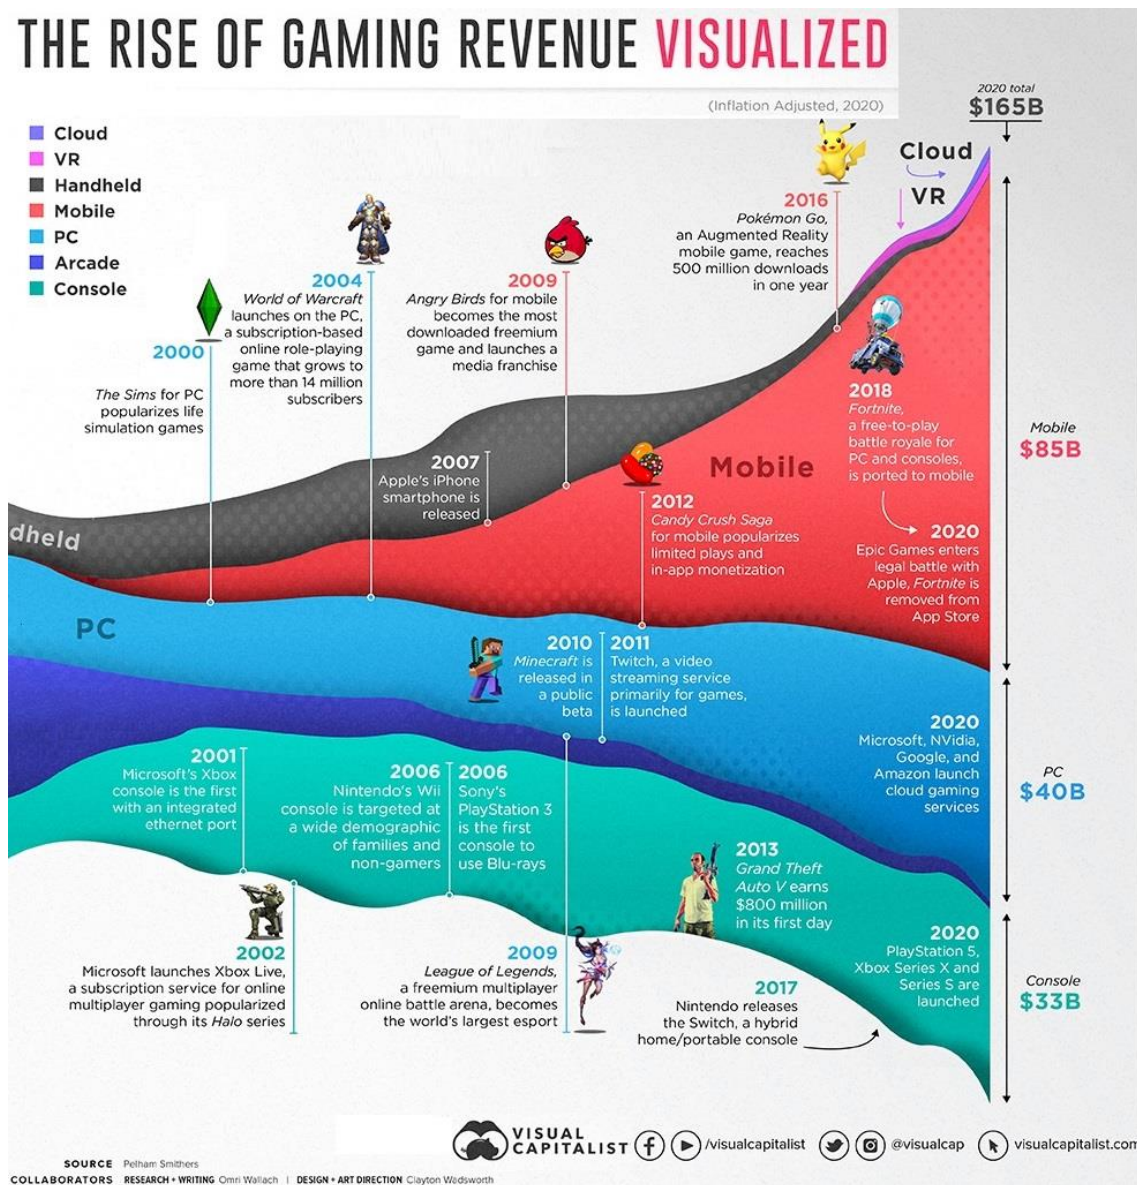 THE RISE OF GAMING REVENUE VISUALIZED
(Inflation Adjusted, 2020)
2020 total
$165B
Cloud
VR
Handheld
Mobile
PC
Arcade
Console
Cloud
VR
2000
The Sims for PC
popularizes life
simulation games
2004
World of Warcraft
launches on the PC,
a subscription-based
online role-playing
game that grows to
more than 14 million
subscribers
2009
Angry Birds for mobile
becomes the most
downloaded freemium
game and launches a
media franchise
2016
Pokémon Go,
an Augmented Reality
mobile game, reaches
500 million downloads
in one year
2007
Apple's iPhone
smartphone is
released
Mobile
2012
Candy Crush Saga
for mobile popularizes
limited plays and
in-app monetization
2018
Fortnite,
a free-to-play
battle royale for
PC and consoles,
is ported to mobile
2020
Epic Games enters
legal battle with
Apple, Fortnite is
removed from
App Store
Mobile
$85B
dheld
PC
2010
Minecraft is
released in
a public
beta
2011
Twitch, a video
streaming service
primarily for games,
is launched
2020
Microsoft, NVidia,
Google, and
Amazon launch
cloud gaming
services
PC
$40B
2001
Microsoft's Xbox
console is the first
with an integrated
ethernet port
2006
Nintendo's Wii
console is targeted at
a wide demographic
of families and
non-gamers
2006
Sony's
PlayStation 3
is the first
console to
use Blu-rays
2013
Grand Theft
Auto V earns
$800 million
in its first day
2002
Microsoft launches Xbox Live,
a subscription service for online
multiplayer gaming popularized
through its Halo series
2009
League of Legends,
a freemium multiplayer
online battle arena, becomes
the world's largest esport
2017
Nintendo releases
the Switch, a hybrid
home/portable console
2020
PlayStation 5,
Xbox Series X and
Series S are
launched
Console
$33B
VISUAL
CAPITALIST
/visualcapitalist
@visualcap
visualcapitalist.com
SOURCE Pelham Smithers
COLLABORATORS RESEARCH + WRITING Omri Wallach | DESIGN + ART DIRECTION Clayton Wadsworth